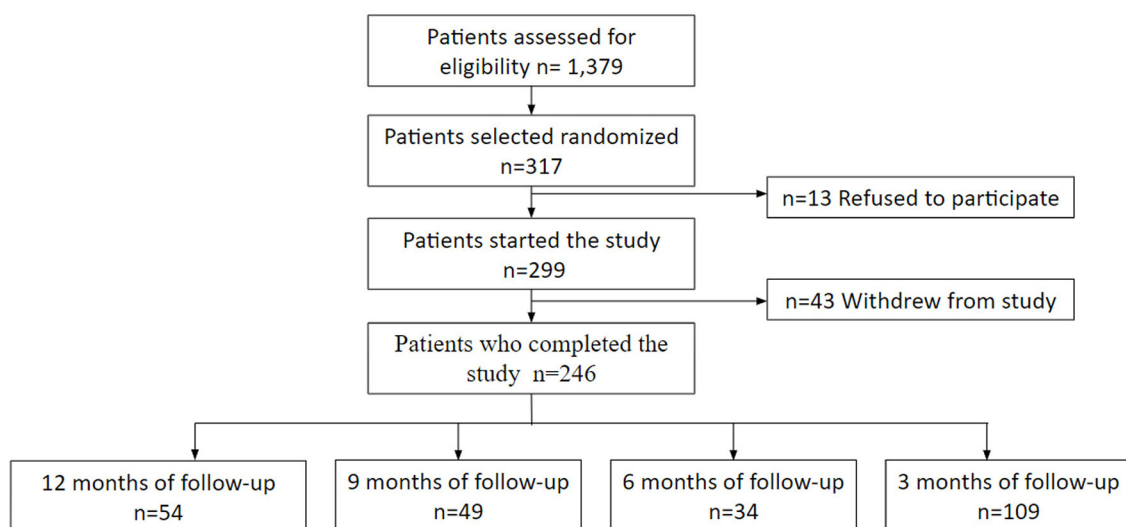 Patients assessed for
eligibility n= 1,379
Patients selected randomized
n=317
n=13 Refused to participate
Patients started the study
n=299
n=43 Withdrew from study
Patients who completed the
study n=246
12 months of follow-up
n=54
9 months of follow-up
n=49
6 months of follow-up
n=34
3 months of follow-up
n=109